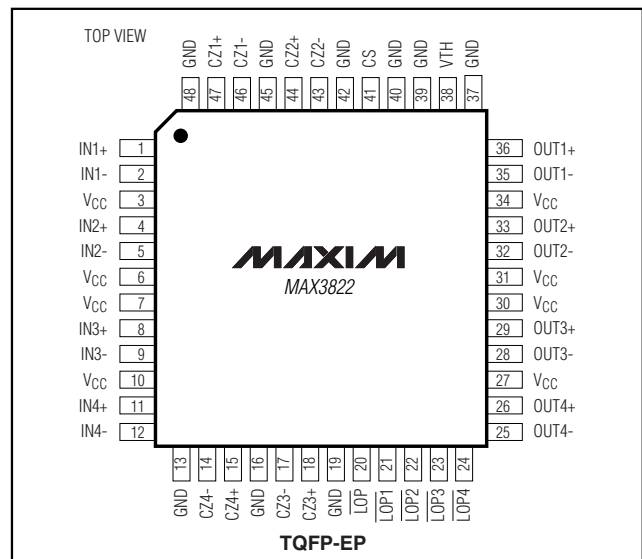 TOP VIEW
GND CZ1+ CZ1- GND CZ2+ CZ2- GND CS GND GND VTH GND
48 47 46 45 44 43 42 41 40 39 38 37
IN1+ 1 36 OUT1+
IN1- 2 35 OUT1-
VCC 3 34 VCC
IN2+ 4 33 OUT2+
IN2- 5 32 OUT2-
VCC 6 31 VCC
VCC 7 30 VCC
IN3+ 8 29 OUT3+
IN3- 9 28 OUT3-
VCC 10 27 VCC
IN4+ 11 26 OUT4+
IN4- 12 25 OUT4-
MAXIM
MAX3822
13 14 15 16 17 18 19 20 21 22 23 24
GND CZ4- CZ4+ GND CZ3- CZ3+ GND LOP LOP1 LOP2 LOP3 LOP4
TQFP-EP